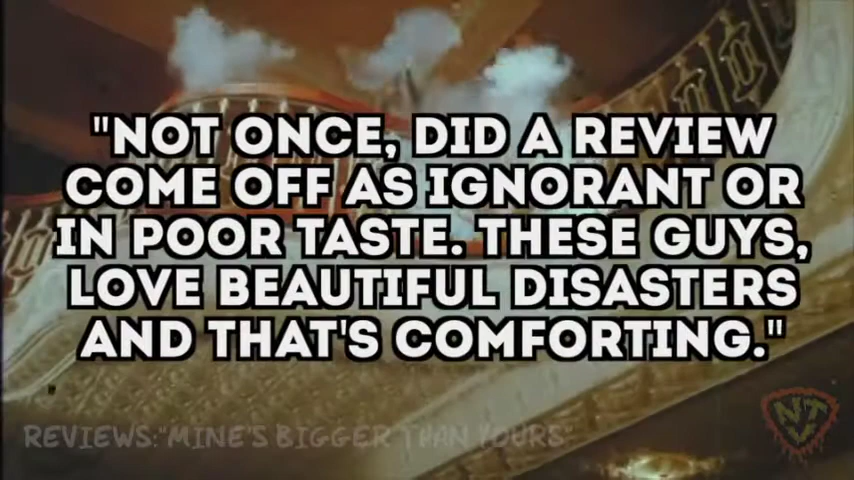 "NOT ONCE, DID A REVIEW
COME OFF AS IGNORANT OR
IN POOR TASTE. THESE GUYS,
LOVE BEAUTIFUL DISASTERS
AND THAT'S COMFORTING."
REVIEWS:"MINE'S BIGGER THAN YOURS"
NTV